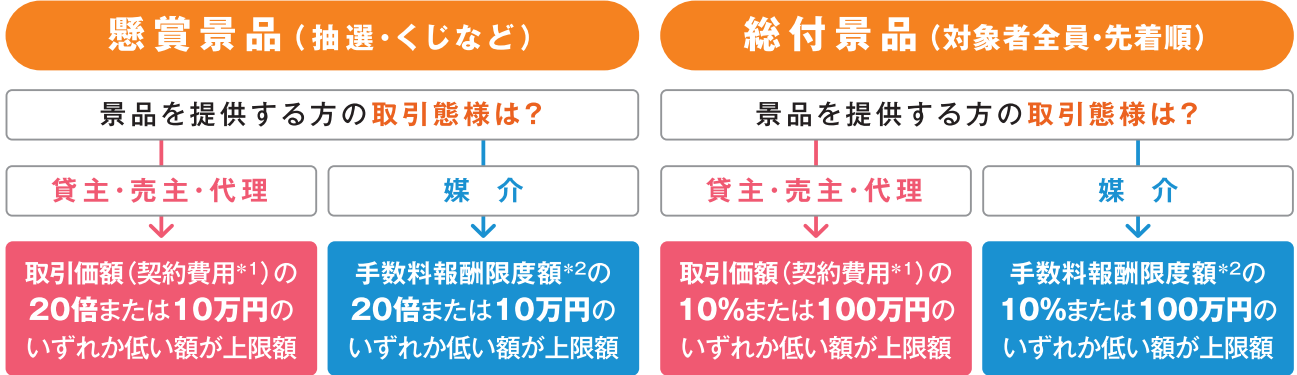 懸賞景品（抽選・くじなど）
景品を提供する方の取引態様は？
貸主・売主・代理
取引価額（契約費用*1）の
20倍または10万円の
いずれか低い額が上限額
媒 介
手数料報酬限度額*2の
20倍または10万円の
いずれか低い額が上限額
総付景品（対象者全員・先着順）
景品を提供する方の取引態様は？
貸主・売主・代理
取引価額（契約費用*1）の
10%または100万円の
いずれか低い額が上限額
媒 介
手数料報酬限度額*2の
10%または100万円の
いずれか低い額が上限額